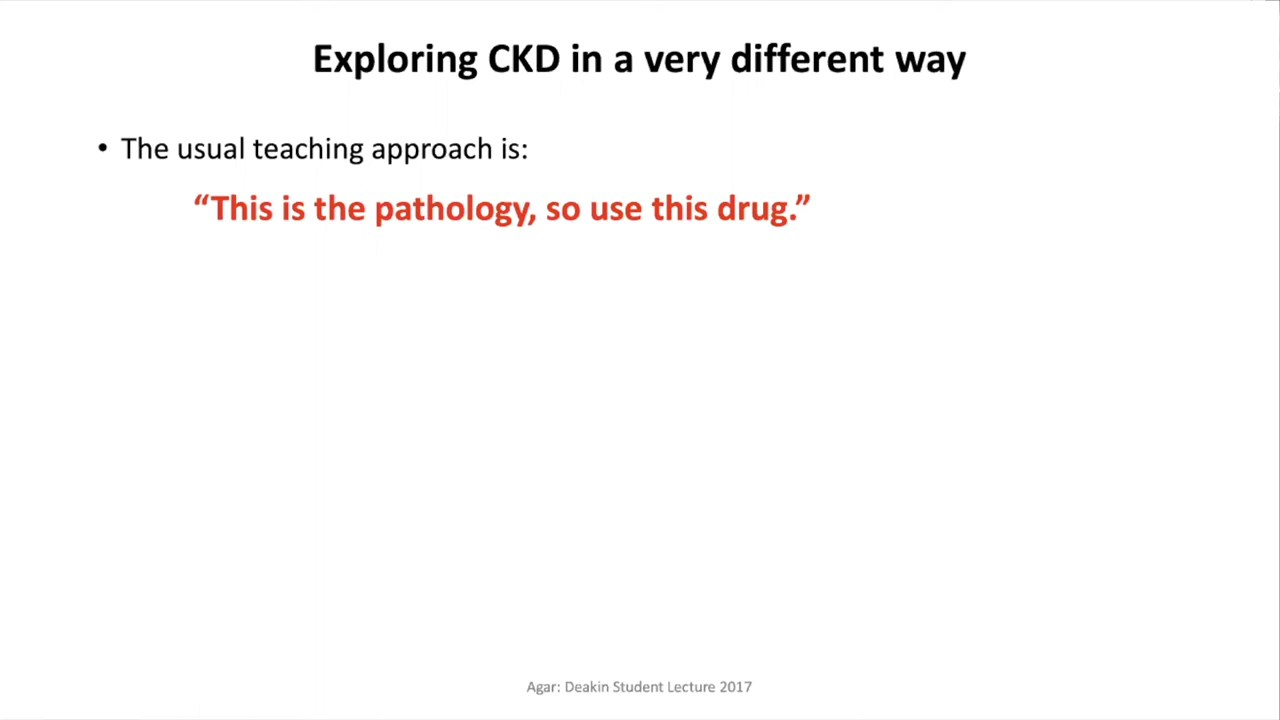 Exploring CKD in a very different way
• The usual teaching approach is:
“This is the pathology, so use this drug.”
Agar: Deakin Student Lecture 2017